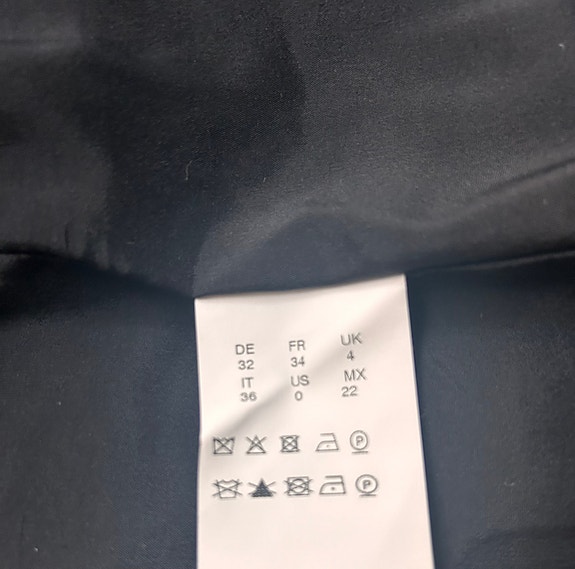 DE FR UK
32 34 4
IT US MX
36 0 22
P
P